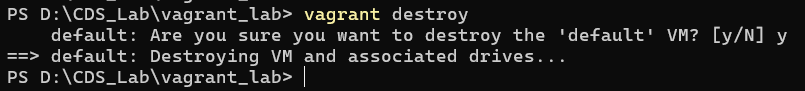 PS D:\CDS_Lab\vagrant_lab> vagrant destroy
    default: Are you sure you want to destroy the 'default' VM? [y/N] y
==> default: Destroying VM and associated drives...
PS D:\CDS_Lab\vagrant_lab>